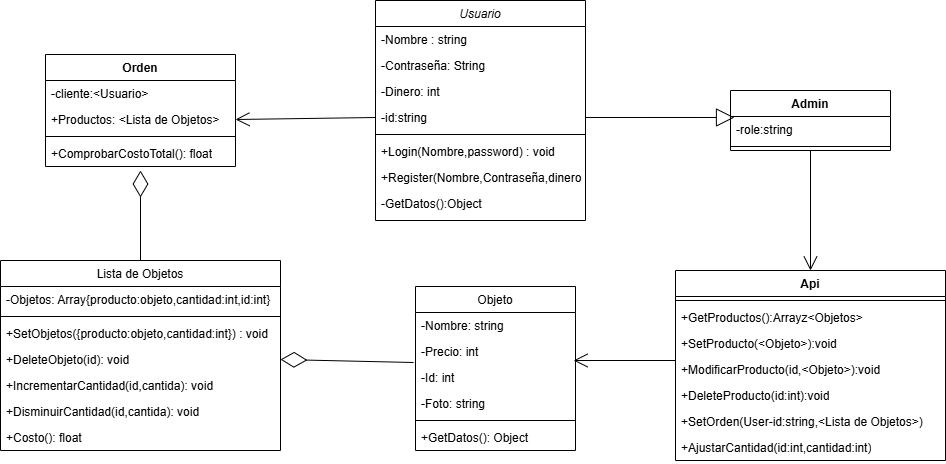 Usuario
-Nombre : string
-Contraseña: String
-Dinero: int
-id:string
+Login(Nombre,password) : void
+Register(Nombre,Contraseña,dinero
-GetDatos():Object
Orden
-cliente:<Usuario>
+Productos: <Lista de Objetos>
+ComprobarCostoTotal(): float
Admin
-role:string
Lista de Objetos
-Objetos: Array{producto:objeto,cantidad:int,id:int}
+SetObjetos({producto:objeto,cantidad:int}) : void
+DeleteObjeto(id): void
+IncrementarCantidad(id,cantida): void
+DisminuirCantidad(id,cantida): void
+Costo(): float
Objeto
-Nombre: string
-Precio: int
-Id: int
-Foto: string
+GetDatos(): Object
Api
+GetProductos():Arrayz<Objetos>
+SetProducto(<Objeto>):void
+ModificarProducto(id,<Objeto>):void
+DeleteProducto(id:int):void
+SetOrden(User-id:string,<Lista de Objetos>)
+AjustarCantidad(id:int,cantidad:int)